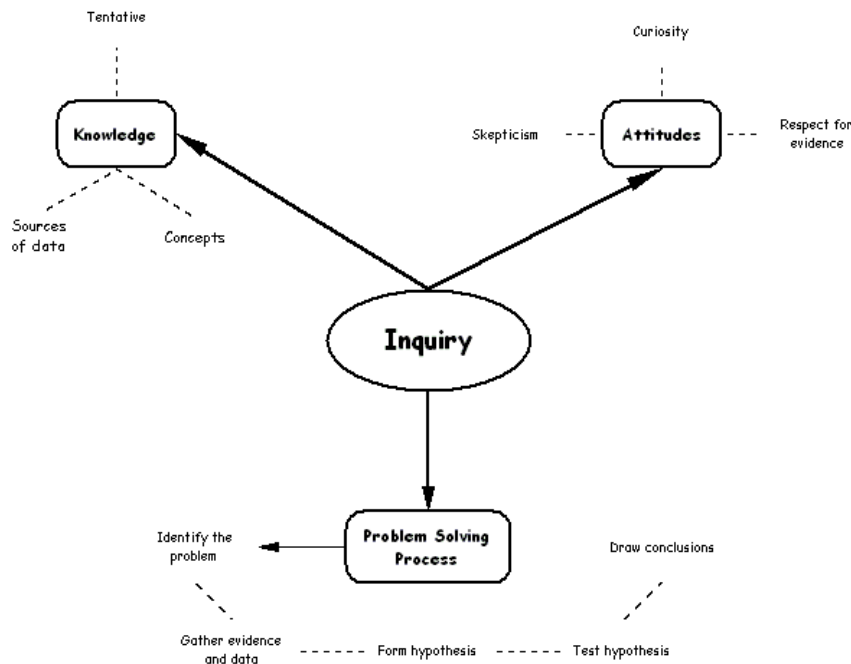 Tentative
Curiosity
Knowledge
Skepticism
Attitudes
Respect for
evidence
Sources
of data
Concepts
Inquiry
Problem Solving
Process
Identify the
problem
Draw conclusions
Gather evidence
and data
Form hypothesis
Test hypothesis